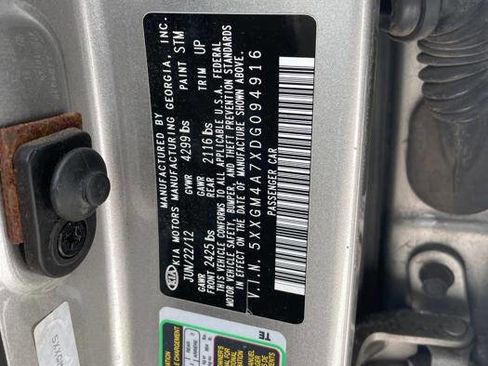 KIA
MANUFACTURED BY
KIA MOTORS MANUFACTURING GEORGIA, INC.
JUN/22/12 GVWR 4299 lbs PAINT STM
GAWR FRONT 2425 lbs GAWR REAR 2116 lbs TRIM UP
THIS VEHICLE CONFORMS TO ALL APPLICABLE U.S.A. FEDERAL
MOTOR VEHICLE SAFETY, BUMPER, AND THEFT PREVENTION STANDARDS
IN EFFECT ON THE DATE OF MANUFACTURE SHOWN ABOVE.
V.I.N. 5XXGM4A7XDG094916
PASSENGER CAR